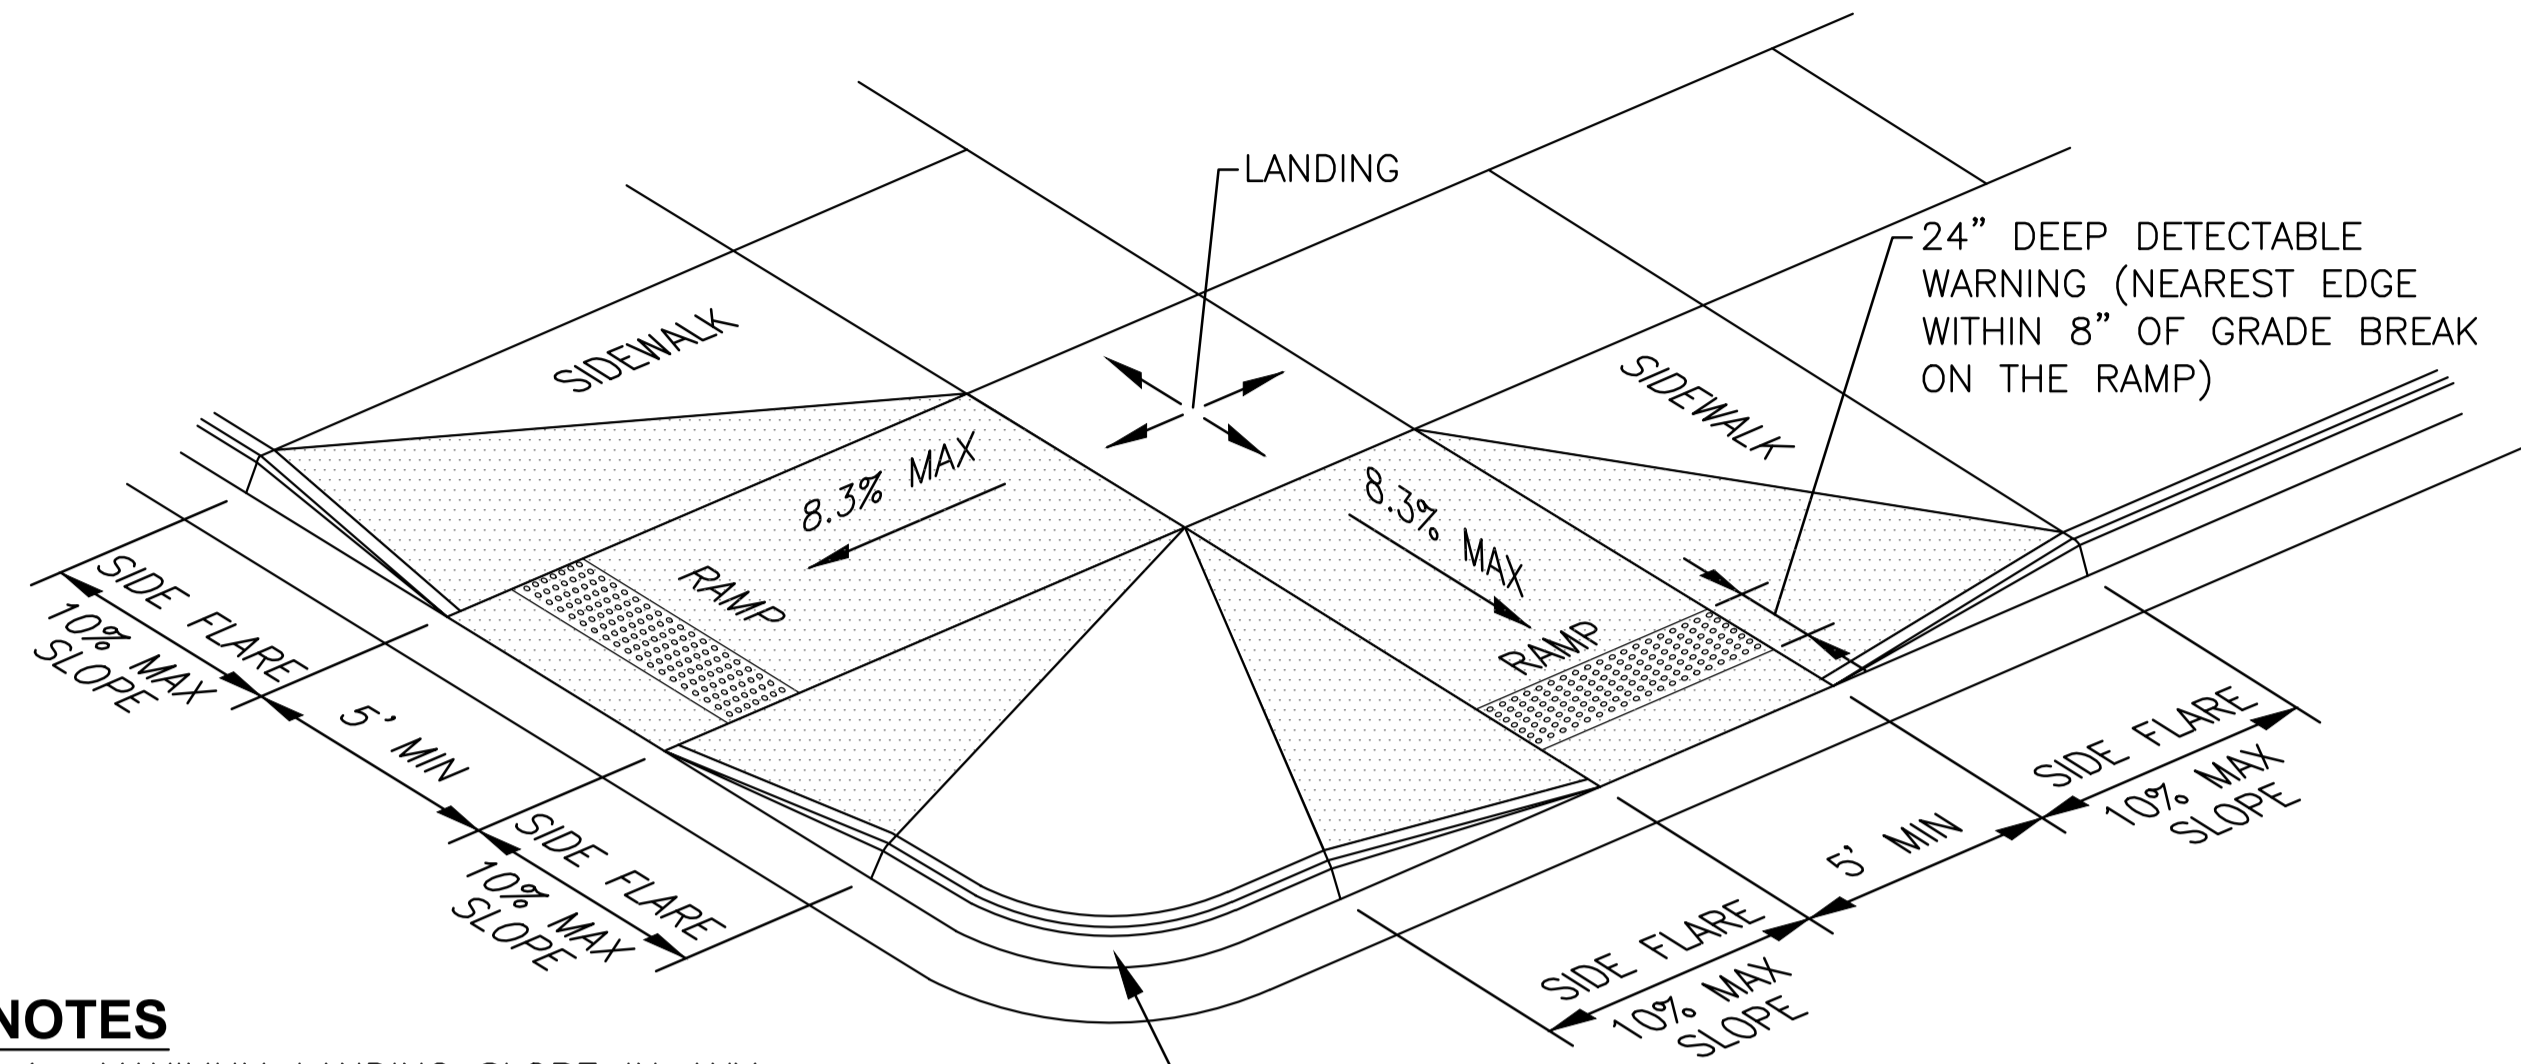 LANDING
24” DEEP DETECTABLE
WARNING (NEAREST EDGE
WITHIN 8” OF GRADE BREAK
ON THE RAMP)
SIDEWALK
SIDEWALK
8.3% MAX
RAMP
8.3% MAX
RAMP
SIDE FLARE
10% MAX
SLOPE
5’ MIN
SIDE FLARE
10% MAX
SLOPE
SIDE FLARE
10% MAX
SLOPE
5’ MIN
SIDE FLARE
10% MAX
SLOPE
NOTES